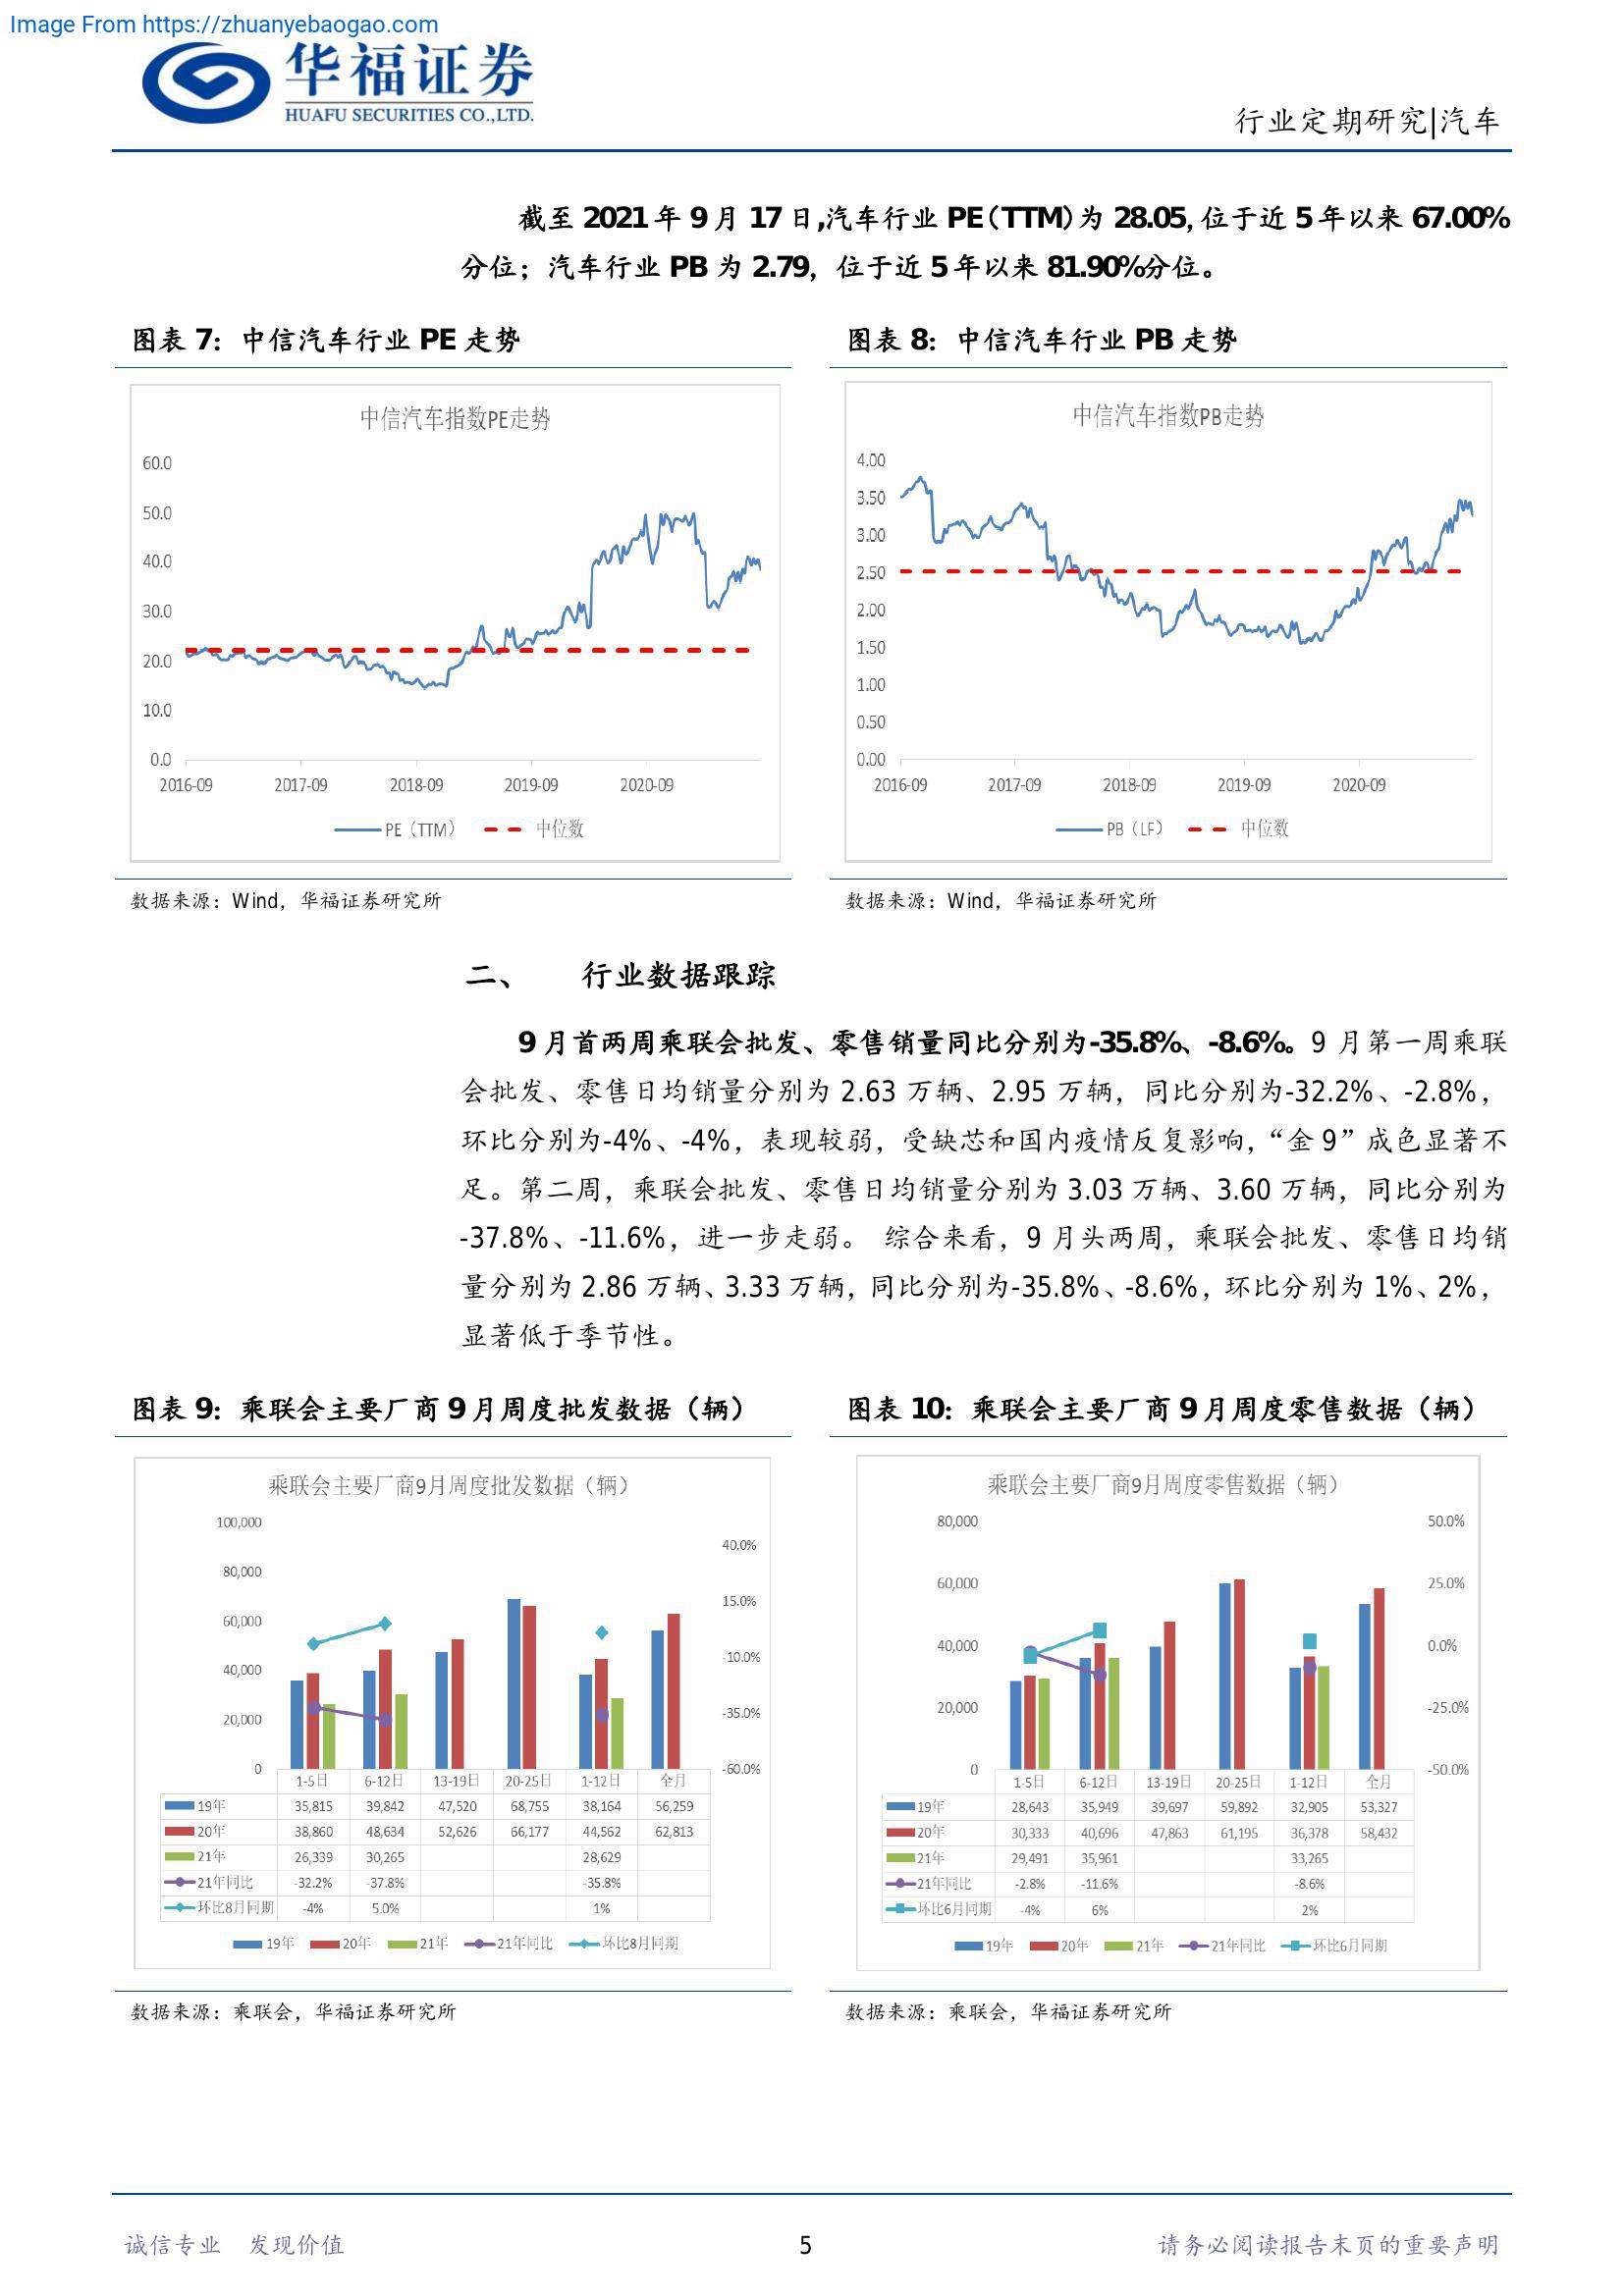 Image From https://zhuanyebaogao.com
华福证券
HUAFU SECURITIES CO.,LTD.
行业定期研究|汽车
截至 2021 年 9 月 17 日,汽车行业 PE（TTM）为 28.05, 位于近 5 年以来 67.00%
分位；汽车行业 PB 为 2.79，位于近 5 年以来 81.90%分位。
图表 7：中信汽车行业 PE 走势
中信汽车指数PE走势
60.0
50.0
40.0
30.0
20.0
10.0
0.0
2016-09 2017-09 2018-09 2019-09 2020-09
PE（TTM） 中位数
数据来源：Wind，华福证券研究所
图表 8：中信汽车行业 PB 走势
中信汽车指数PB走势
4.00
3.50
3.00
2.50
2.00
1.50
1.00
0.50
0.00
2016-09 2017-09 2018-09 2019-09 2020-09
PB（LF） 中位数
数据来源：Wind，华福证券研究所
二、 行业数据跟踪
9 月首两周乘联会批发、零售销量同比分别为-35.8%、-8.6%。9 月第一周乘联
会批发、零售日均销量分别为 2.63 万辆、2.95 万辆，同比分别为-32.2%、-2.8%，
环比分别为-4%、-4%，表现较弱，受缺芯和国内疫情反复影响，“金 9”成色显著不
足。第二周，乘联会批发、零售日均销量分别为 3.03 万辆、3.60 万辆，同比分别为
-37.8%、-11.6%，进一步走弱。 综合来看，9 月头两周，乘联会批发、零售日均销
量分别为 2.86 万辆、3.33 万辆，同比分别为-35.8%、-8.6%，环比分别为 1%、2%，
显著低于季节性。
图表 9：乘联会主要厂商 9 月周度批发数据（辆）
乘联会主要厂商9月周度批发数据（辆）
100,000
80,000
60,000
40,000
20,000
0
40.0%
15.0%
-10.0%
-35.0%
-60.0%
1-5日 6-12日 13-19日 20-25日 1-12日 全月
19年 35,815 39,842 47,520 68,755 38,164 56,259
20年 38,860 48,634 52,626 66,177 44,562 62,813
21年 26,339 30,265 28,629
21年同比 -32.2% -37.8% -35.8%
环比8月同期 -4% 5.0% 1%
19年 20年 21年 21年同比 环比8月同期
数据来源：乘联会，华福证券研究所
图表 10：乘联会主要厂商 9 月周度零售数据（辆）
乘联会主要厂商9月周度零售数据（辆）
80,000
60,000
40,000
20,000
0
50.0%
25.0%
0.0%
-25.0%
-50.0%
1-5日 6-12日 13-19日 20-25日 1-12日 全月
19年 28,643 35,949 39,697 59,892 32,905 53,327
20年 30,333 40,696 47,863 61,195 36,378 58,432
21年 29,491 35,961 33,265
21年同比 -2.8% -11.6% -8.6%
环比6月同期 -4% 6% 2%
19年 20年 21年 21年同比 环比6月同期
数据来源：乘联会，华福证券研究所
诚信专业 发现价值
5
请务必阅读报告末页的重要声明